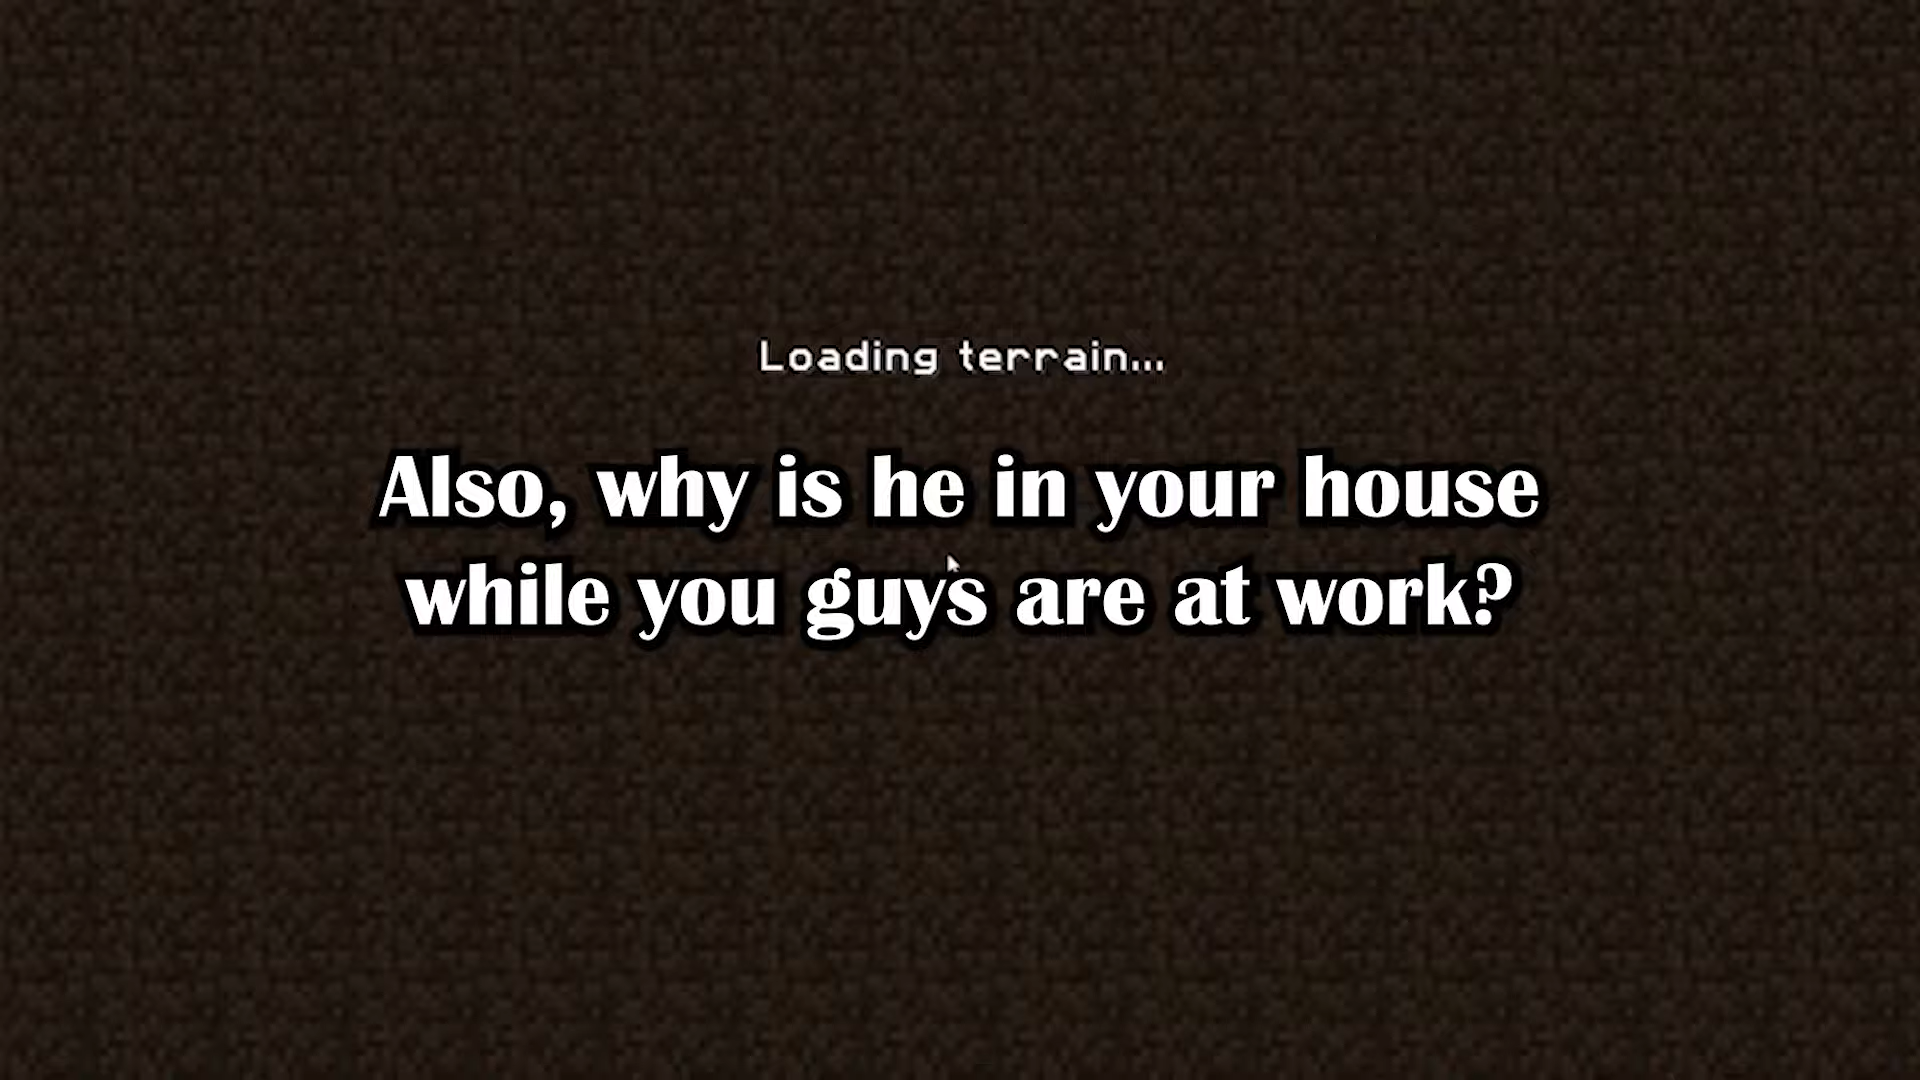 Loading terrain...
Also, why is he in your house
while you guys are at work?